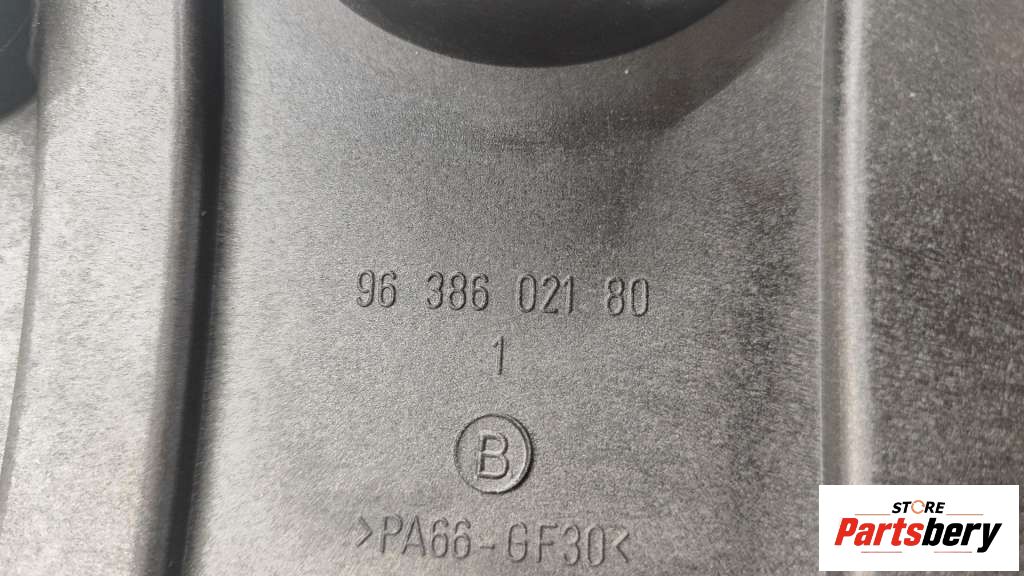 96 386 021 80
1
B
>PA66-GF30<
STORE
Partsbery